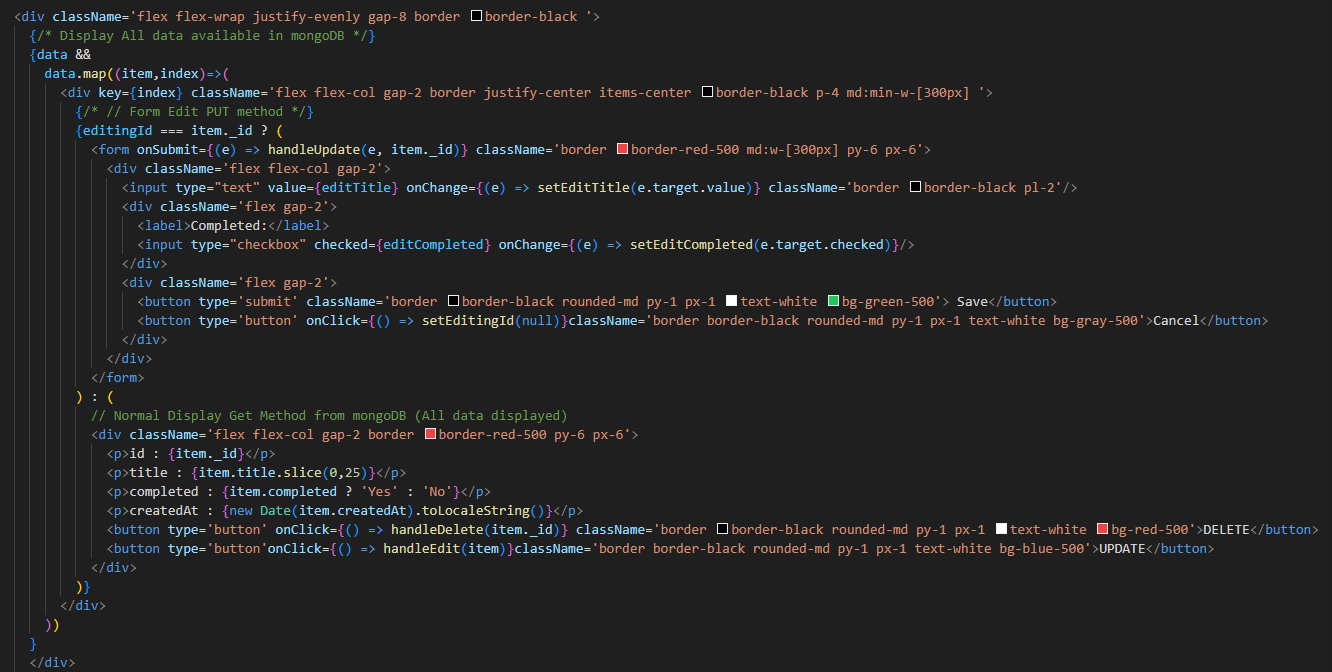 <div className='flex flex-wrap justify-evenly gap-8 border border-black '>
{/* Display All data available in mongoDB */}
{data &&
data.map((item,index)=>(
<div key={index} className='flex flex-col gap-2 border justify-center items-center border-black p-4 md:min-w-[300px] '>
{/* // Form Edit PUT method */}
{editingId === item._id ? (
<form onSubmit={(e) => handleUpdate(e, item._id)} className='border border-red-500 md:w-[300px] py-6 px-6'>
<div className='flex flex-col gap-2'>
<input type="text" value={editTitle} onChange={(e) => setEditTitle(e.target.value)} className='border border-black pl-2'/>
<div className='flex gap-2'>
<label>Completed:</label>
<input type="checkbox" checked={editCompleted} onChange={(e) => setEditCompleted(e.target.checked)}/>
</div>
<div className='flex gap-2'>
<button type='submit' className='border border-black rounded-md py-1 px-1 text-white bg-green-500'> Save</button>
<button type='button' onClick={() => setEditingId(null)}className='border border-black rounded-md py-1 px-1 text-white bg-gray-500'>Cancel</button>
</div>
</div>
</form>
) : (
// Normal Display Get Method from mongoDB (All data displayed)
<div className='flex flex-col gap-2 border border-red-500 py-6 px-6'>
<p>id : {item._id}</p>
<p>title : {item.title.slice(0,25)}</p>
<p>completed : {item.completed ? 'Yes' : 'No'}</p>
<p>createdAt : {new Date(item.createdAt).toLocaleString()}</p>
<button type='button' onClick={() => handleDelete(item._id)} className='border border-black rounded-md py-1 px-1 text-white bg-red-500'>DELETE</button>
<button type='button'onClick={() => handleEdit(item)}className='border border-black rounded-md py-1 px-1 text-white bg-blue-500'>UPDATE</button>
</div>
)}
</div>
))
}
</div>